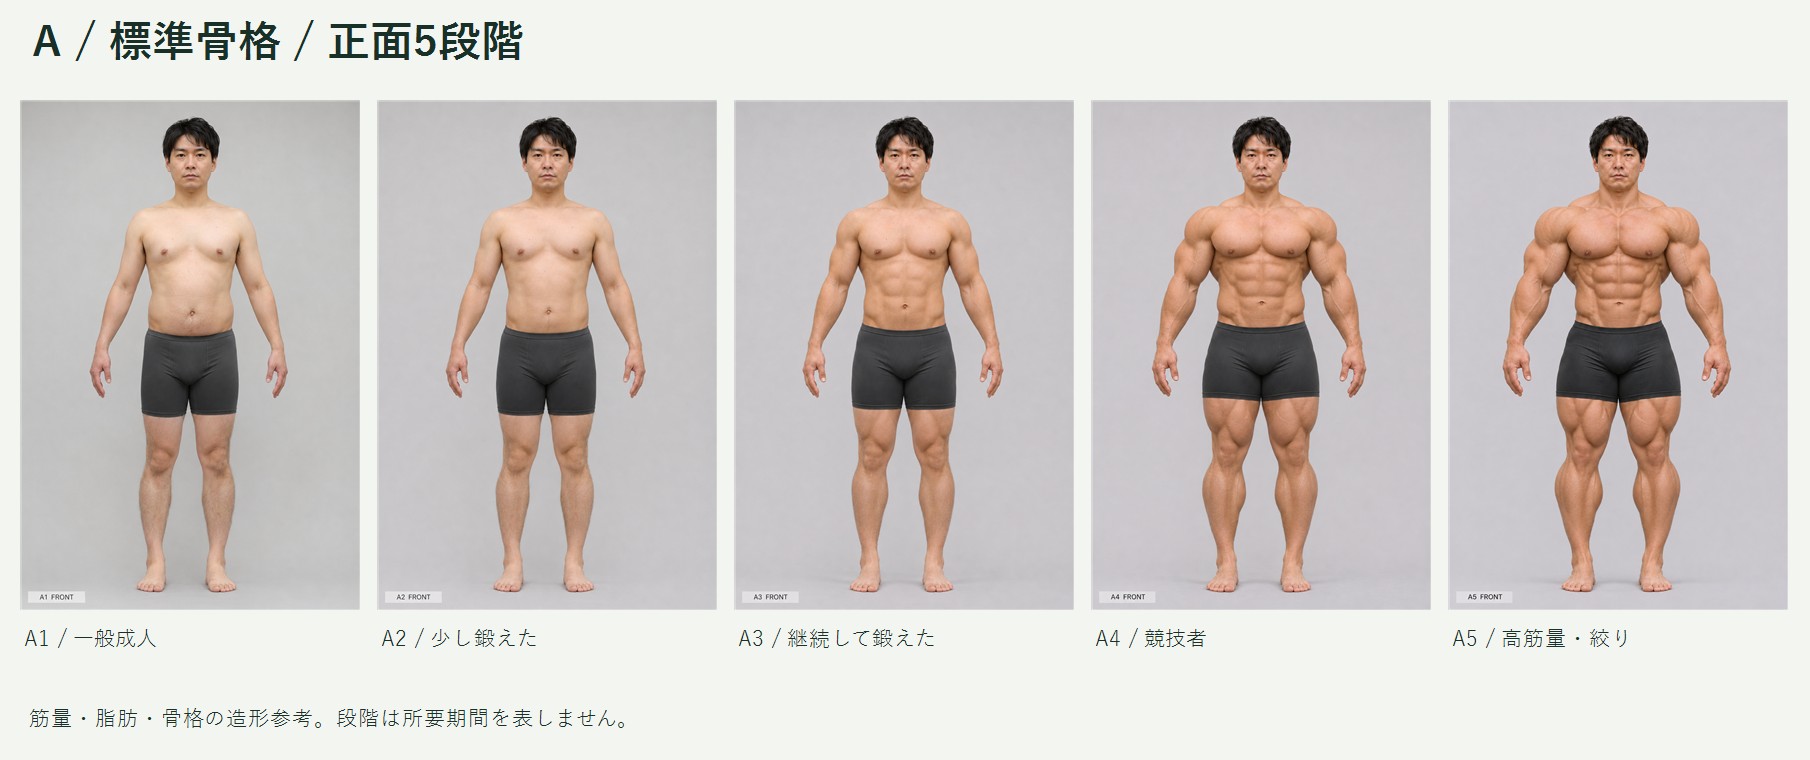 A / 標準骨格 / 正面5段階
A1 FRONT
A2 FRONT
A3 FRONT
A4 FRONT
A5 FRONT
A1 / 一般成人
A2 / 少し鍛えた
A3 / 継続して鍛えた
A4 / 競技者
A5 / 高筋量・絞り
筋量・脂肪・骨格の造形参考。段階は所要期間を表しません。